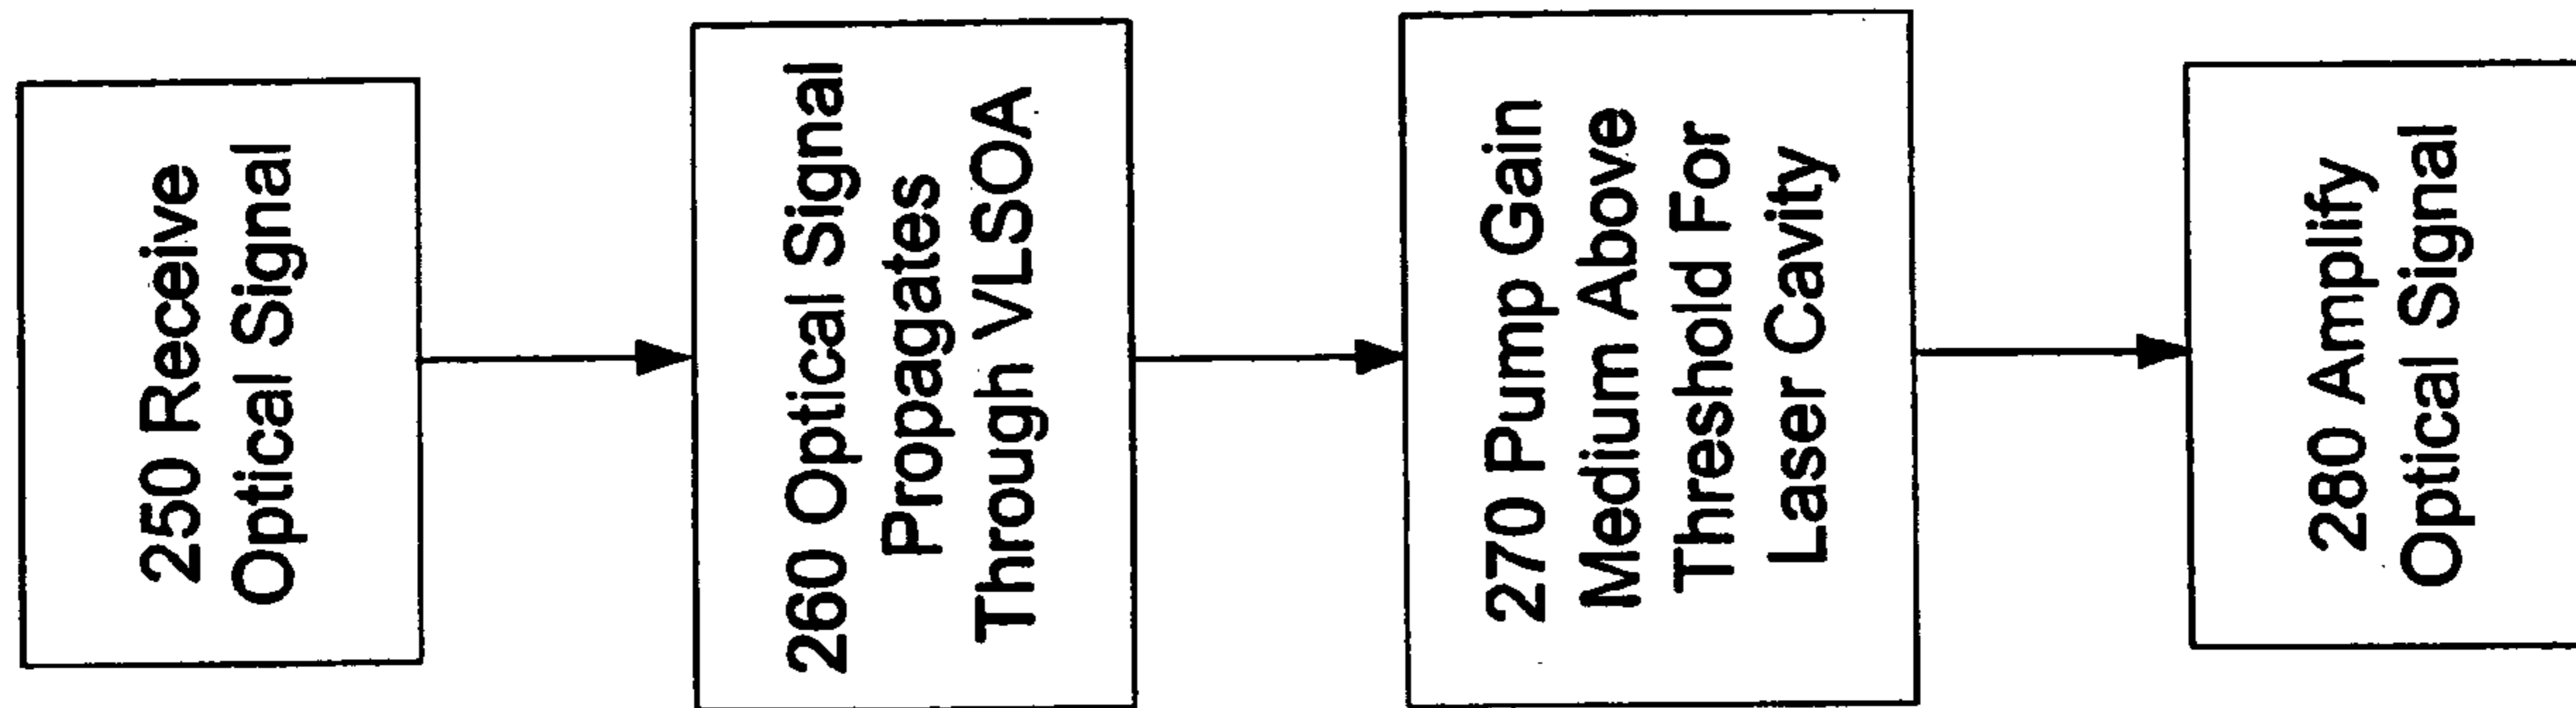 250 Receive
Optical Signal
260 Optical Signal
Propagates
Through VLSOA
270 Pump Gain
Medium Above
Threshold For
Laser Cavity
280 Amplify
Optical Signal